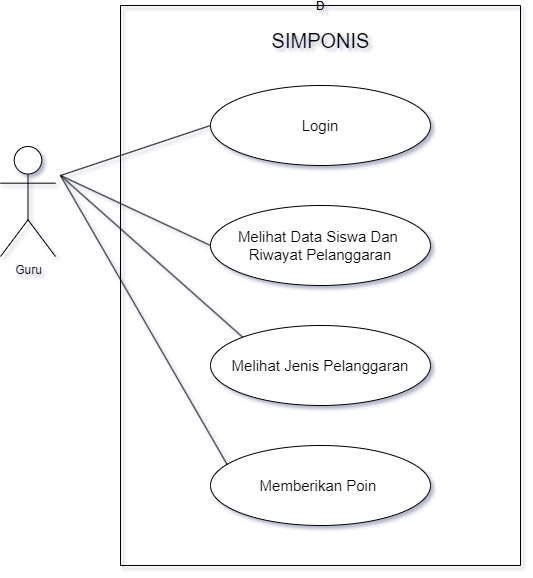 D
SIMPONIS
Login
Melihat Data Siswa Dan
Riwayat Pelanggaran
Guru
Melihat Jenis Pelanggaran
Memberikan Poin